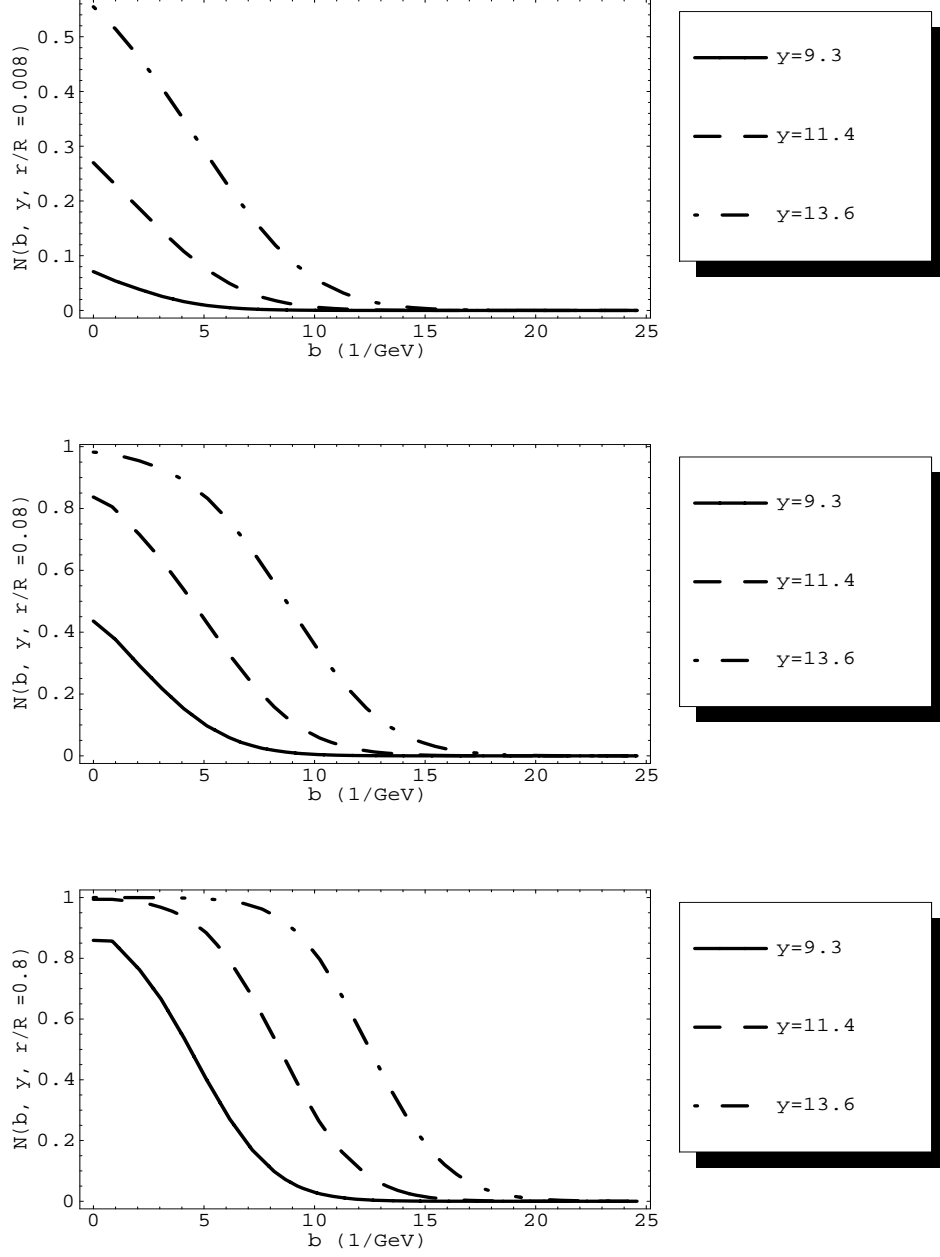 N(b, y, r/R =0.008)
0.5
0.4
0.3
0.2
0.1
0
0 5 10 15 20 25
b (1/GeV)
y=9.3
y=11.4
y=13.6
N(b, y, r/R =0.08)
1
0.8
0.6
0.4
0.2
0
0 5 10 15 20 25
b (1/GeV)
y=9.3
y=11.4
y=13.6
N(b, y, r/R =0.8)
1
0.8
0.6
0.4
0.2
0
0 5 10 15 20 25
b (1/GeV)
y=9.3
y=11.4
y=13.6